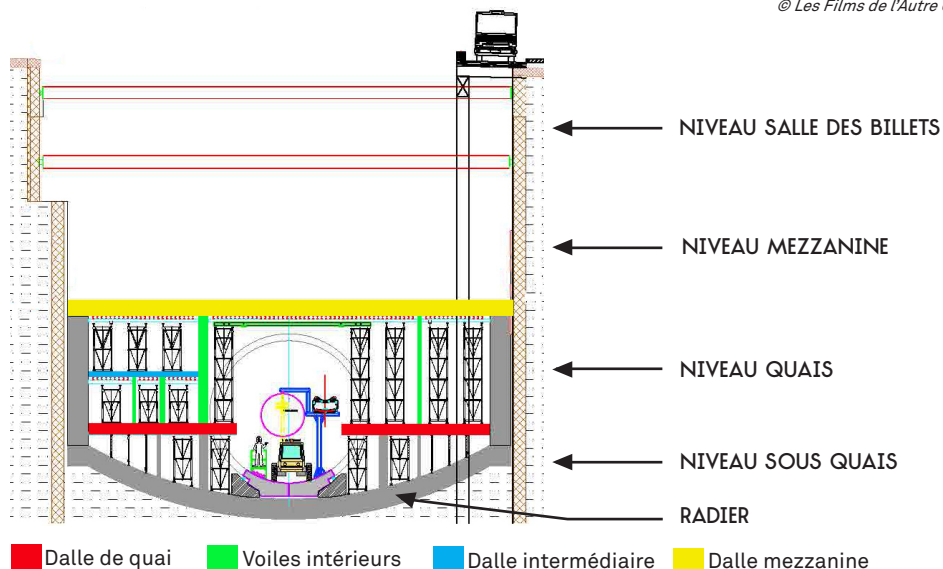 © Les Films de l'Autre
NIVEAU SALLE DES BILLETS
NIVEAU MEZZANINE
NIVEAU QUAIS
NIVEAU SOUS QUAIS
RADIER
Dalle de quai
Voiles intérieurs
Dalle intermédiaire
Dalle mezzanine